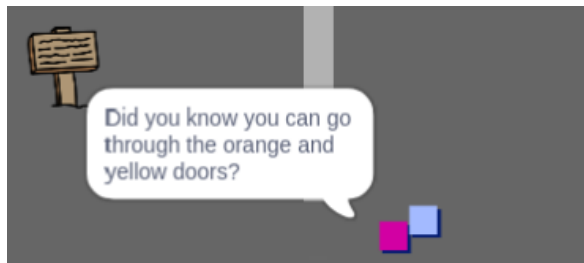 Did you know you can go
through the orange and
yellow doors?